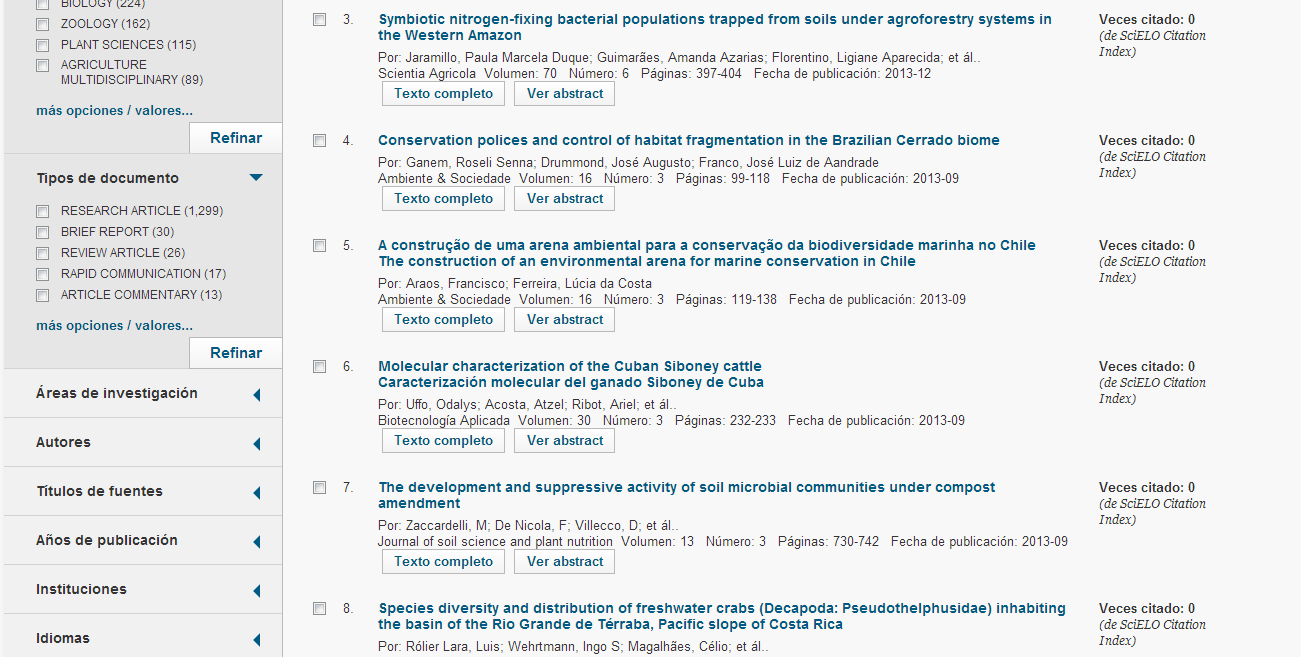 BIOLOGY (224)
ZOOLOGY (162)
PLANT SCIENCES (115)
AGRICULTURE
MULTIDISCIPLINARY (89)
más opciones / valores...
Refinar
Tipos de documento
RESEARCH ARTICLE (1,299)
BRIEF REPORT (30)
REVIEW ARTICLE (26)
RAPID COMMUNICATION (17)
ARTICLE COMMENTARY (13)
más opciones / valores...
Refinar
Áreas de investigación
Autores
Títulos de fuentes
Años de publicación
Instituciones
Idiomas
3. Symbiotic nitrogen-fixing bacterial populations trapped from soils under agroforestry systems in
the Western Amazon
Por: Jaramillo, Paula Marcela Duque; Guimarães, Amanda Azarias; Florentino, Ligiane Aparecida; et ál..
Scientia Agricola Volumen: 70 Número: 6 Páginas: 397-404 Fecha de publicación: 2013-12
Texto completo Ver abstract
Veces citado: 0
(de SciELO Citation
Index)
4. Conservation polices and control of habitat fragmentation in the Brazilian Cerrado biome
Por: Ganem, Roseli Senna; Drummond, José Augusto; Franco, José Luiz de Aandrade
Ambiente & Sociedade Volumen: 16 Número: 3 Páginas: 99-118 Fecha de publicación: 2013-09
Texto completo Ver abstract
Veces citado: 0
(de SciELO Citation
Index)
5. A construção de uma arena ambiental para a conservação da biodiversidade marinha no Chile
The construction of an environmental arena for marine conservation in Chile
Por: Araos, Francisco; Ferreira, Lúcia da Costa
Ambiente & Sociedade Volumen: 16 Número: 3 Páginas: 119-138 Fecha de publicación: 2013-09
Texto completo Ver abstract
Veces citado: 0
(de SciELO Citation
Index)
6. Molecular characterization of the Cuban Siboney cattle
Caracterización molecular del ganado Siboney de Cuba
Por: Uffo, Odalys; Acosta, Atzel; Ribot, Ariel; et ál..
Biotecnología Aplicada Volumen: 30 Número: 3 Páginas: 232-233 Fecha de publicación: 2013-09
Texto completo Ver abstract
Veces citado: 0
(de SciELO Citation
Index)
7. The development and suppressive activity of soil microbial communities under compost
amendment
Por: Zaccardelli, M; De Nicola, F; Villecco, D; et ál..
Journal of soil science and plant nutrition Volumen: 13 Número: 3 Páginas: 730-742 Fecha de publicación: 2013-09
Texto completo Ver abstract
Veces citado: 0
(de SciELO Citation
Index)
8. Species diversity and distribution of freshwater crabs (Decapoda: Pseudothelphusidae) inhabiting
the basin of the Rio Grande de Térraba, Pacific slope of Costa Rica
Por: Rólier Lara, Luis; Wehrtmann, Ingo S; Magalhães, Célio; et ál..
Veces citado: 0
(de SciELO Citation
Index)